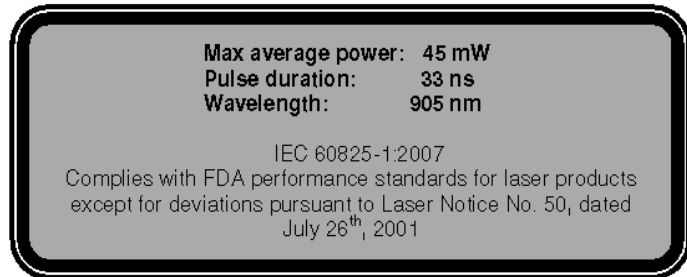 Max average power: 45 mW
Pulse duration: 33 ns
Wavelength: 905 nm
IEC 60825-1:2007
Complies with FDA performance standards for laser products
except for deviations pursuant to Laser Notice No. 50, dated
July 26th, 2001